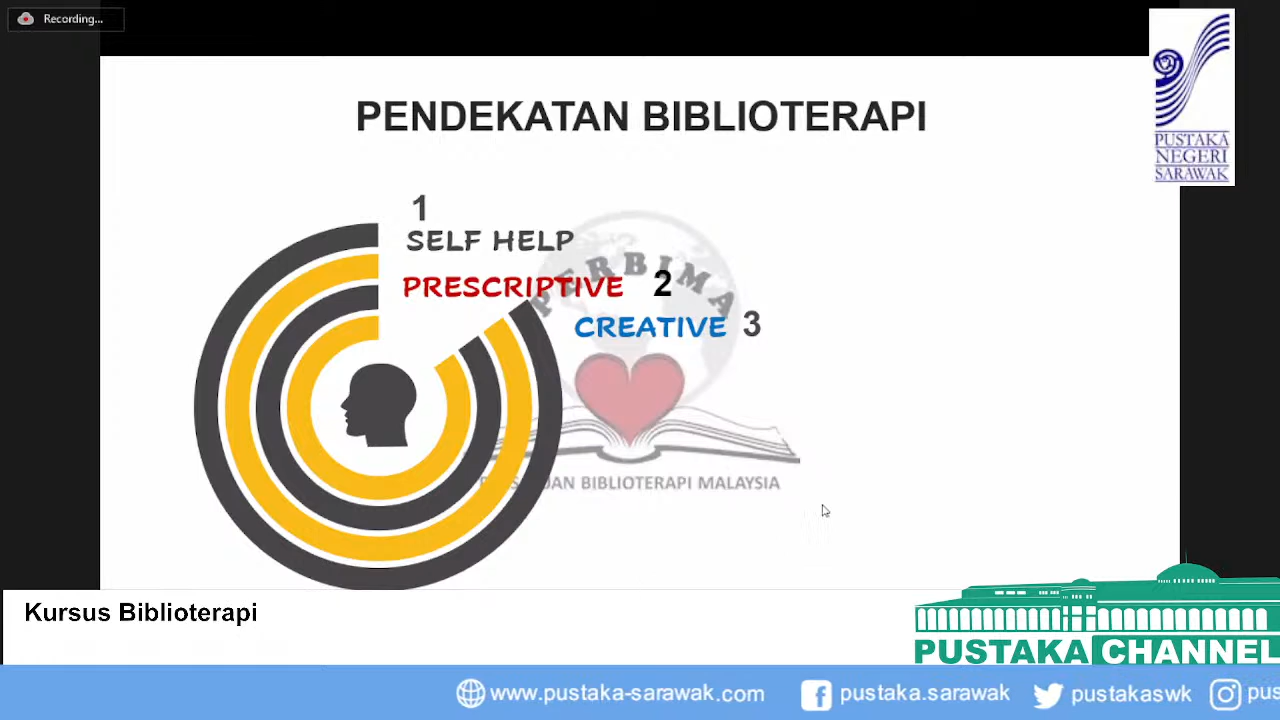 Recording...
PUSTAKA
NEGERI
SARAWAK
PENDEKATAN BIBLIOTERAPI
1
SELF HELP
PRESCRIPTIVE 2
CREATIVE 3
PERBIMA
BIBLIOTERAPI MALAYSIA
Kursus Biblioterapi
PUSTAKA CHANNEL
www.pustaka-sarawak.com pustaka.sarawak pustakaswk